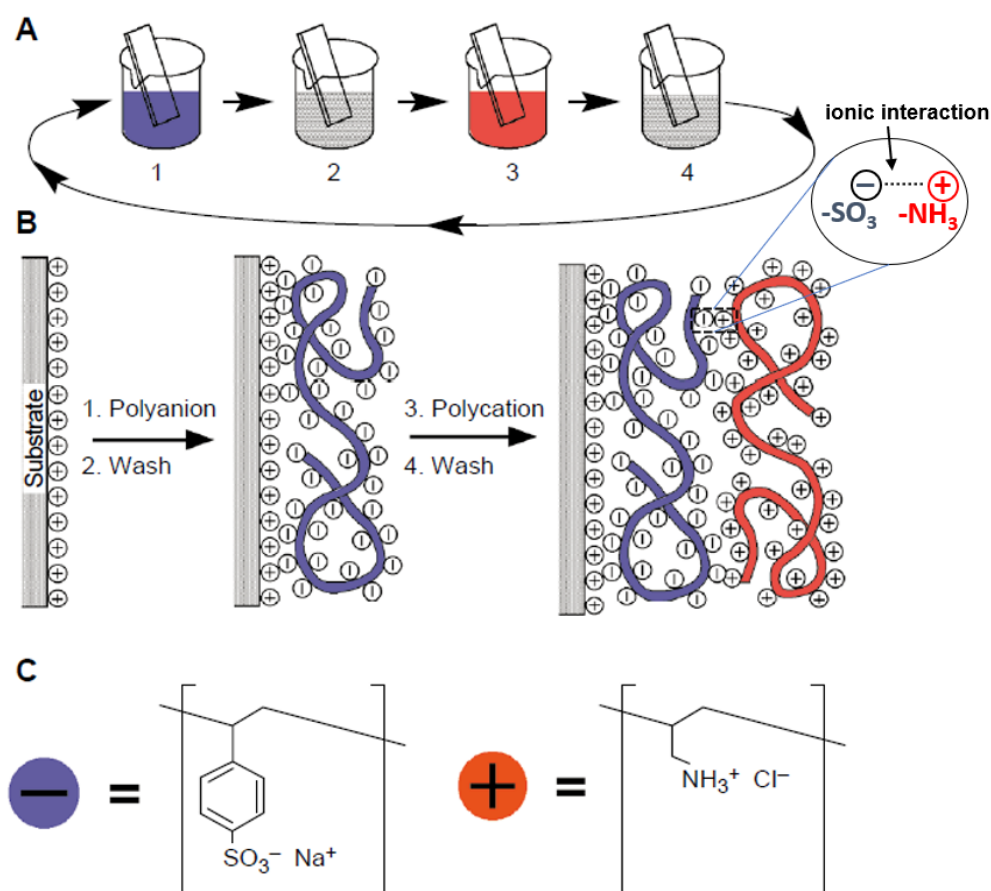 A
1
2
3
4
ionic interaction
− +
-SO3 -NH3
B
Substrate
1. Polyanion
2. Wash
3. Polycation
4. Wash
C
− =
SO3− Na+
+ =
NH3+ Cl−